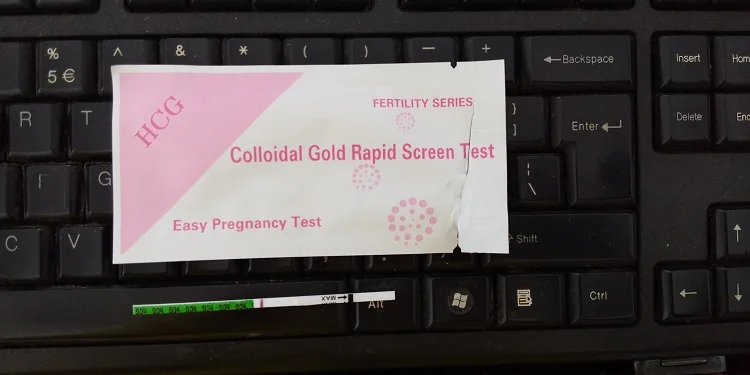 % ^ & * ( ) — +
5 €
← Backspace
Insert
FERTILITY SERIES
HCG
}
]
Enter
Delete
R T
Colloidal Gold Rapid Screen Test
G
|
\
Easy Pregnancy Test
C V
Shift
MAX
Alt
Ctrl